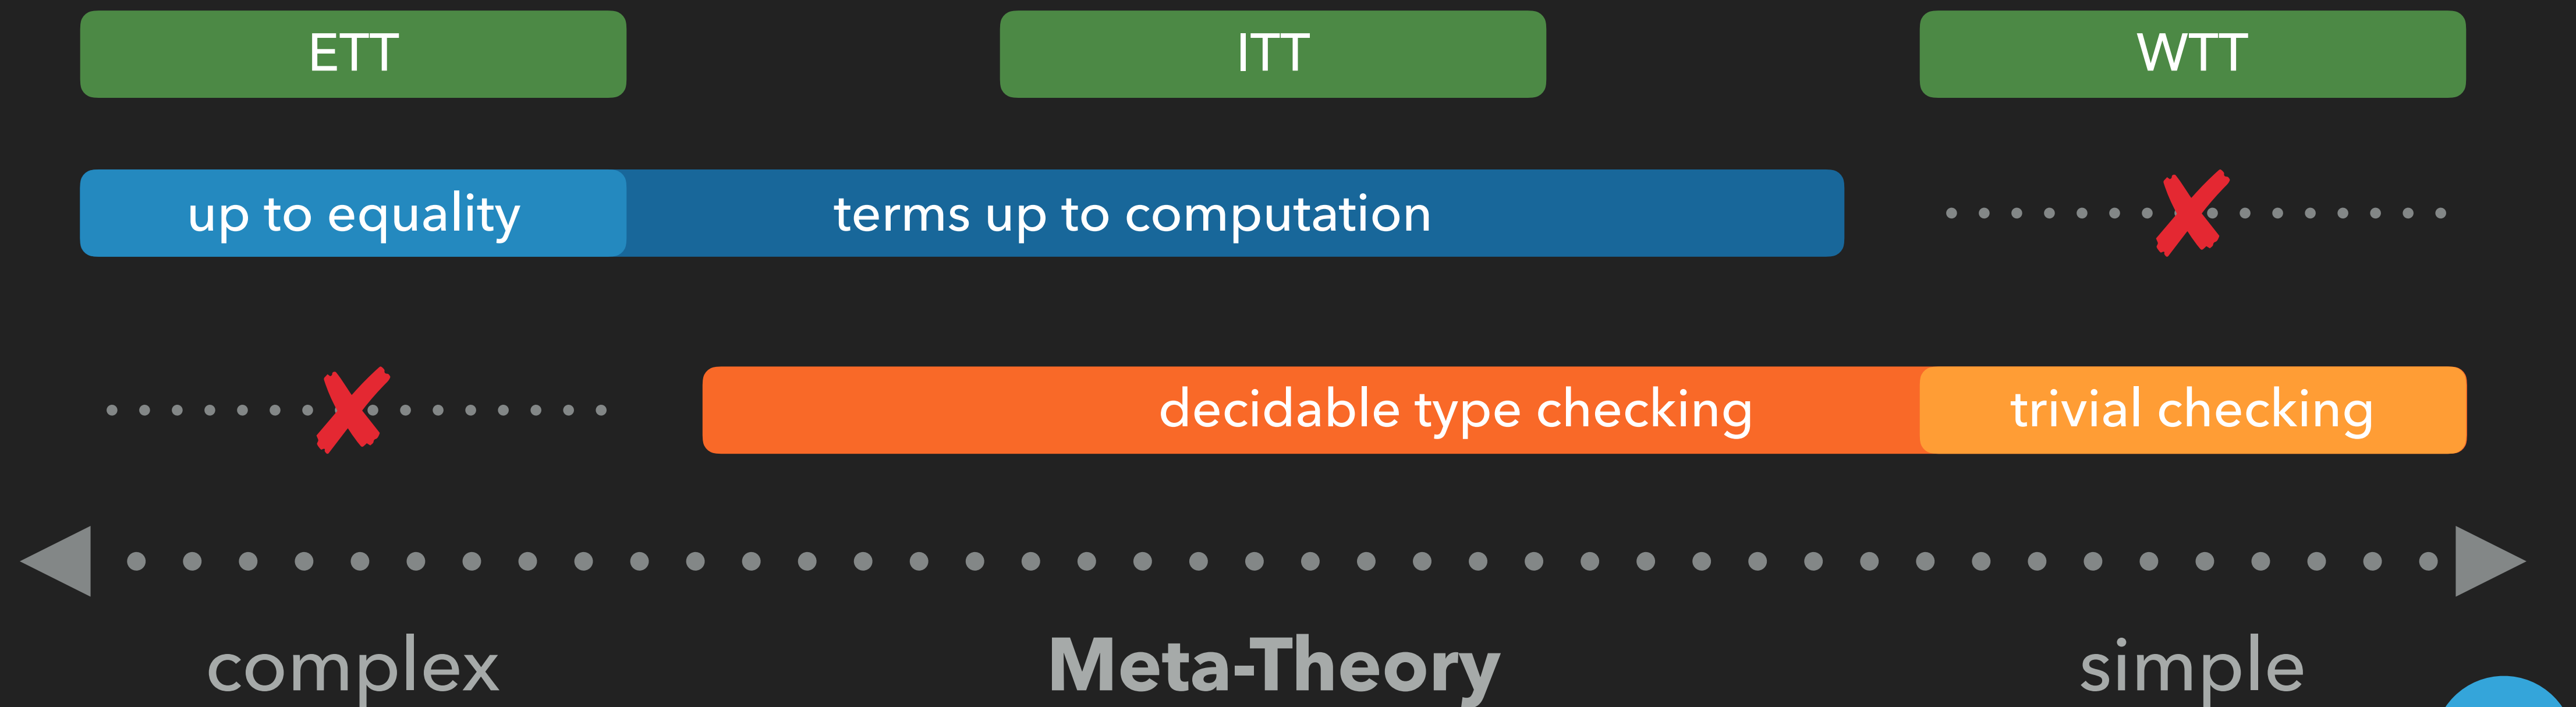 ETT ITT WTT
up to equality terms up to computation
decidable type checking trivial checking
complex Meta-Theory simple